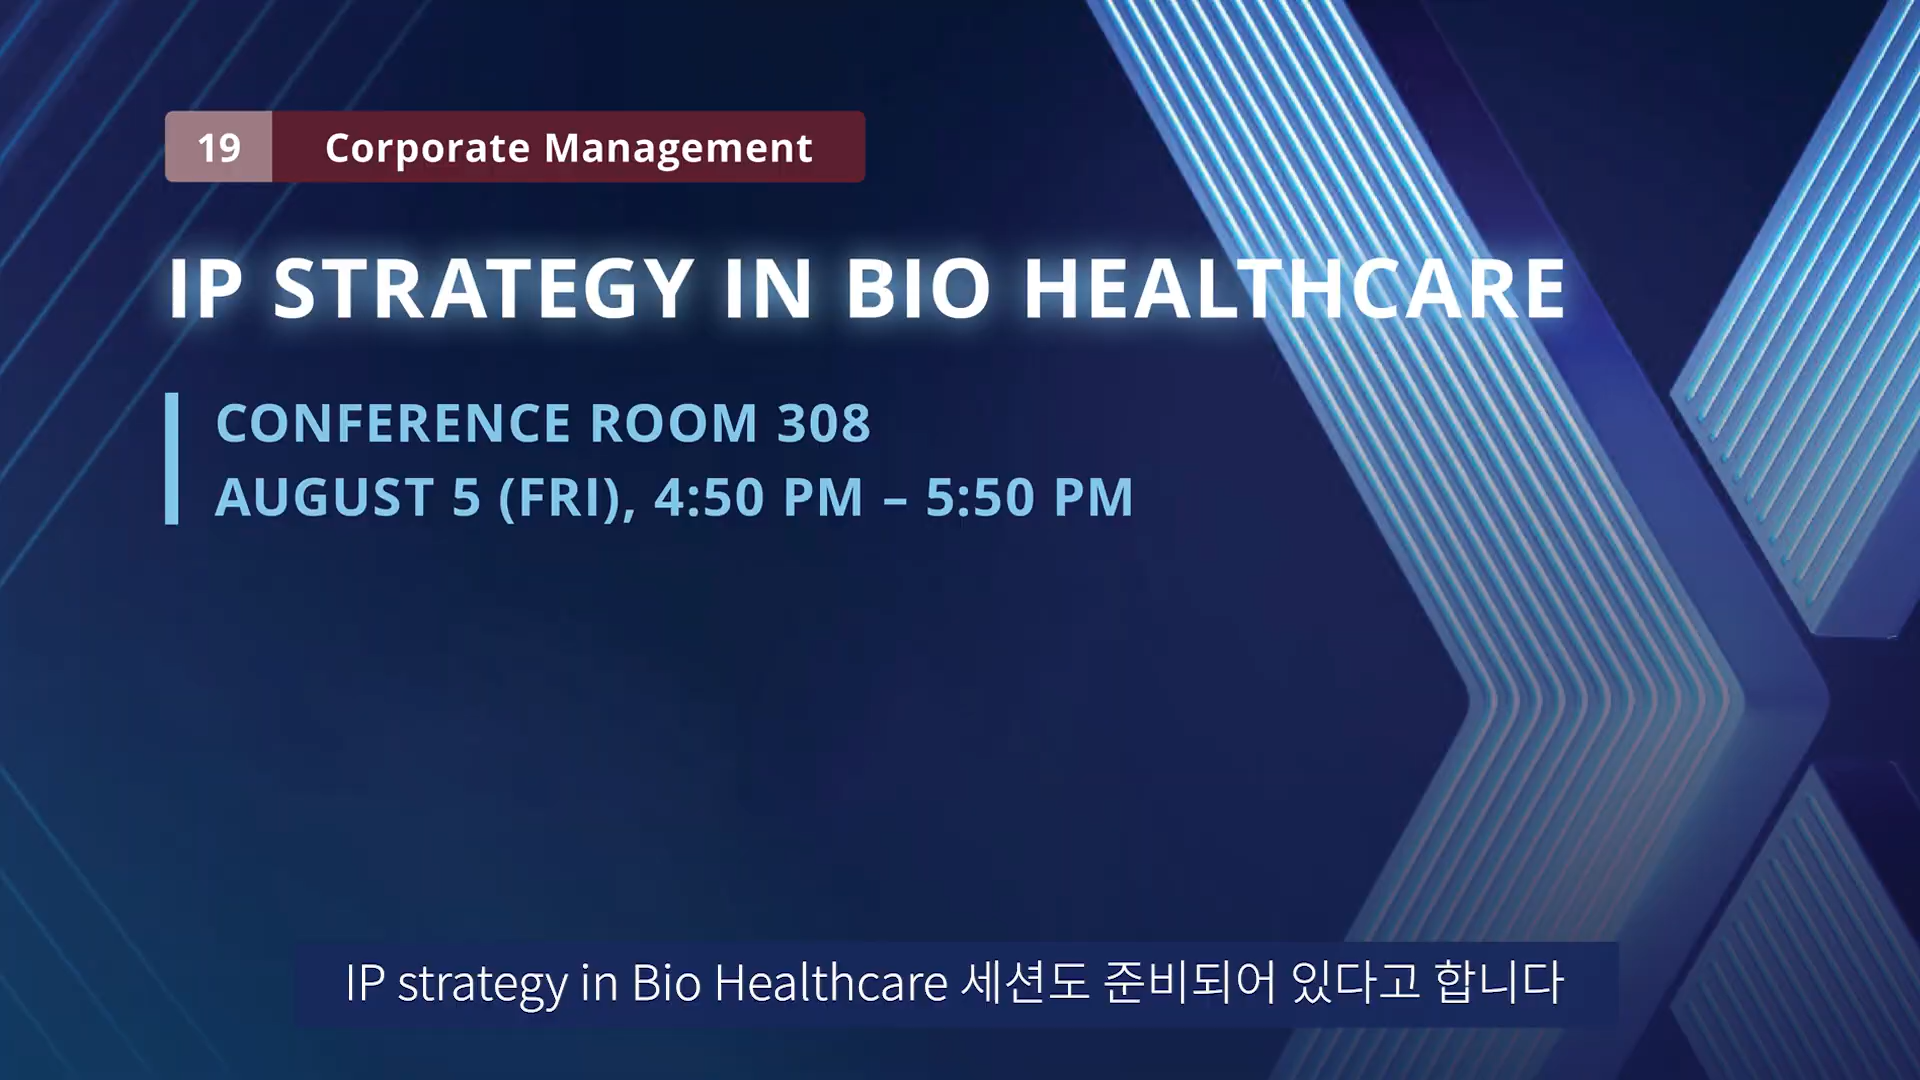 19 Corporate Management
IP STRATEGY IN BIO HEALTHCARE
CONFERENCE ROOM 308
AUGUST 5 (FRI), 4:50 PM – 5:50 PM
IP strategy in Bio Healthcare 세션도 준비되어 있다고 합니다